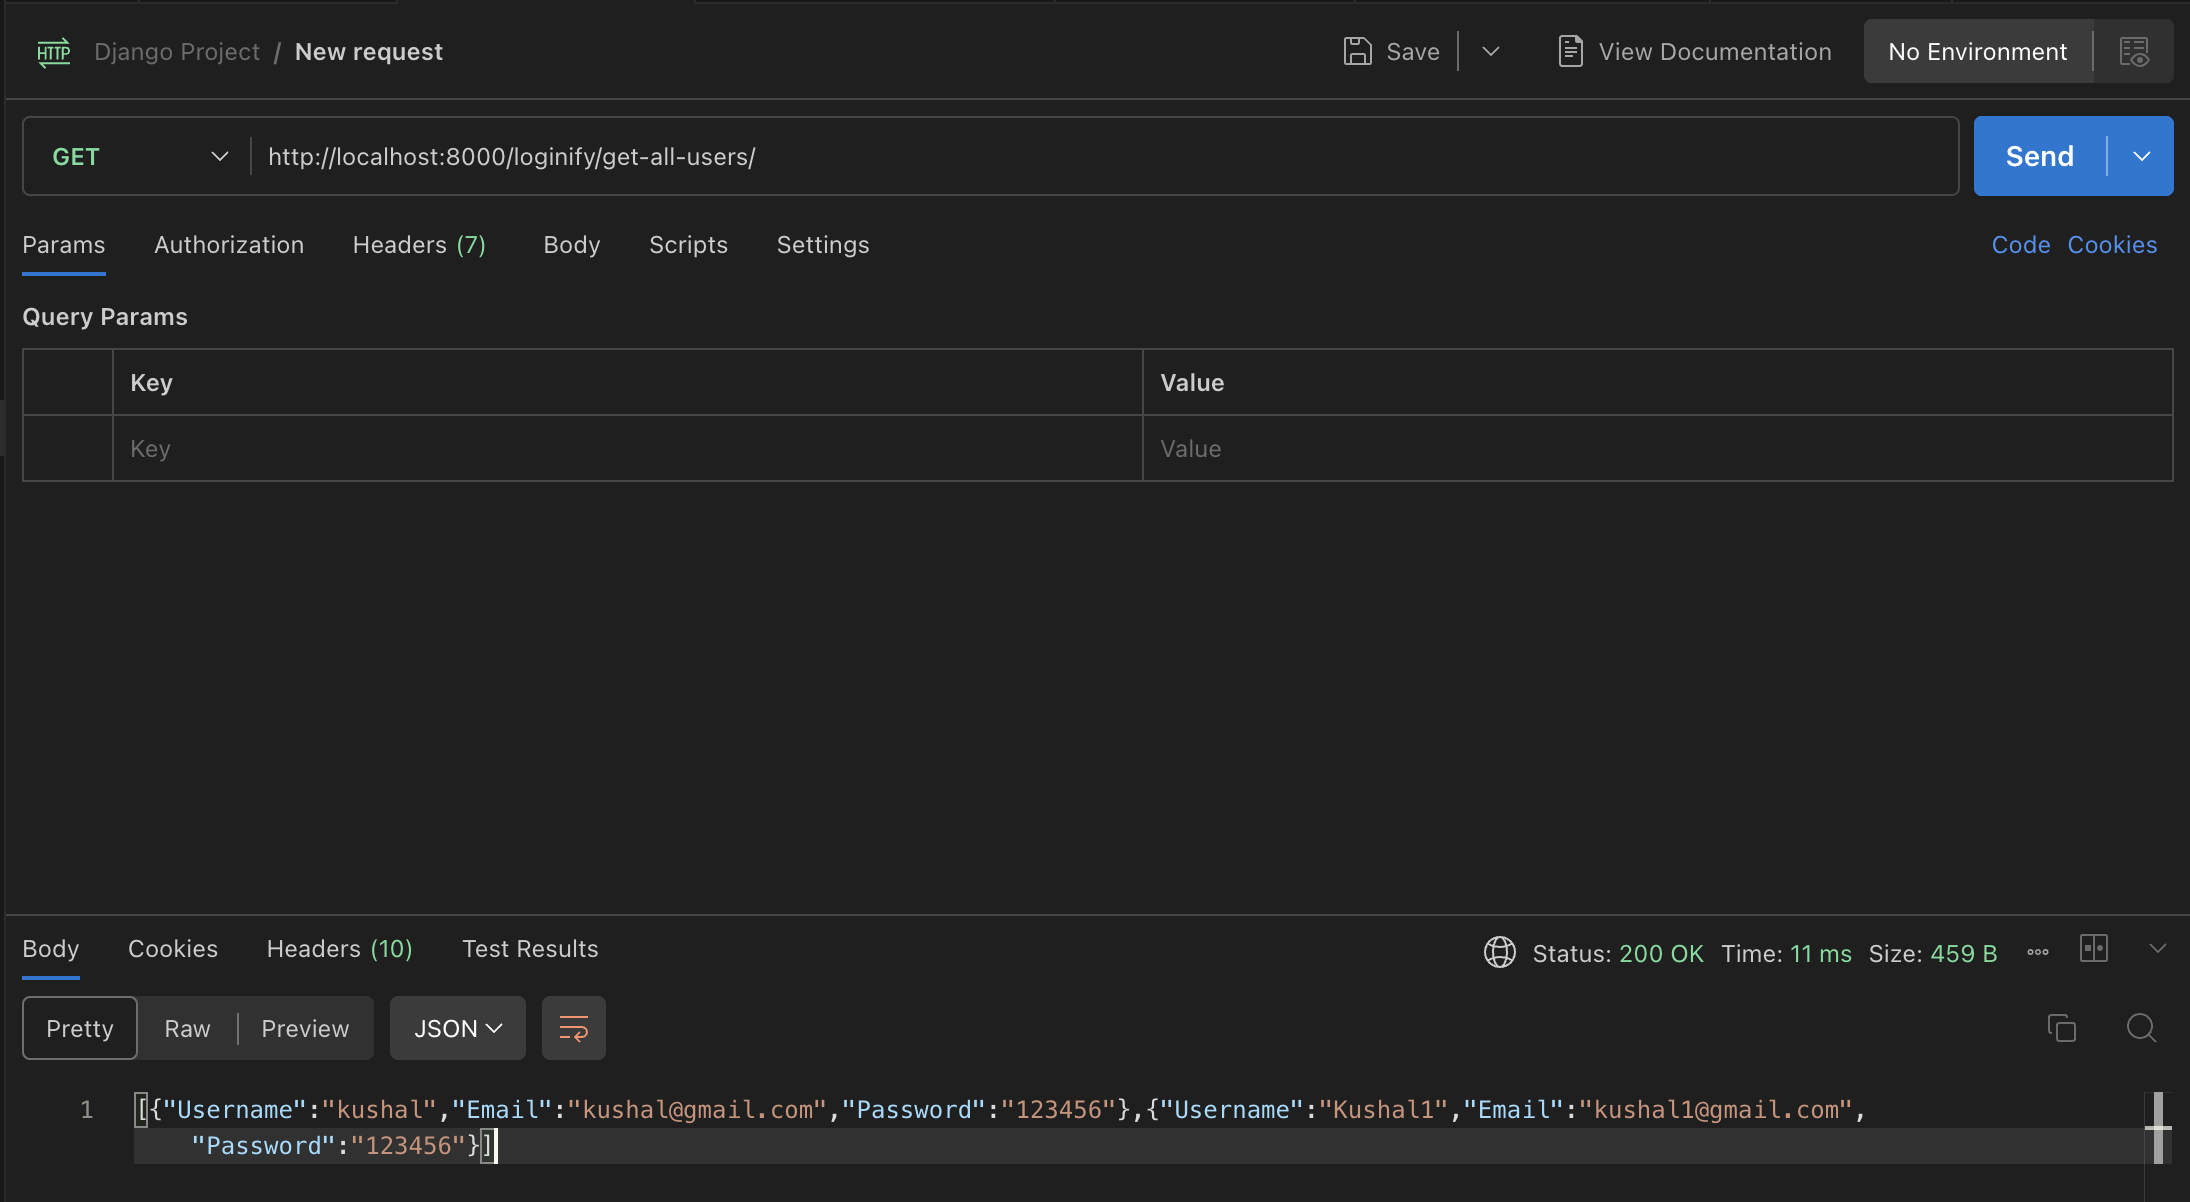 HTTP Django Project / New request Save View Documentation No Environment
GET http://localhost:8000/loginify/get-all-users/ Send
Params Authorization Headers (7) Body Scripts Settings Code Cookies
Query Params
Key Value
Key Value
Body Cookies Headers (10) Test Results Status: 200 OK Time: 11 ms Size: 459 B
Pretty Raw Preview JSON
1 [{"Username":"kushal","Email":"kushal@gmail.com","Password":"123456"},{"Username":"Kushal1","Email":"kushal1@gmail.com",
"Password":"123456"}]